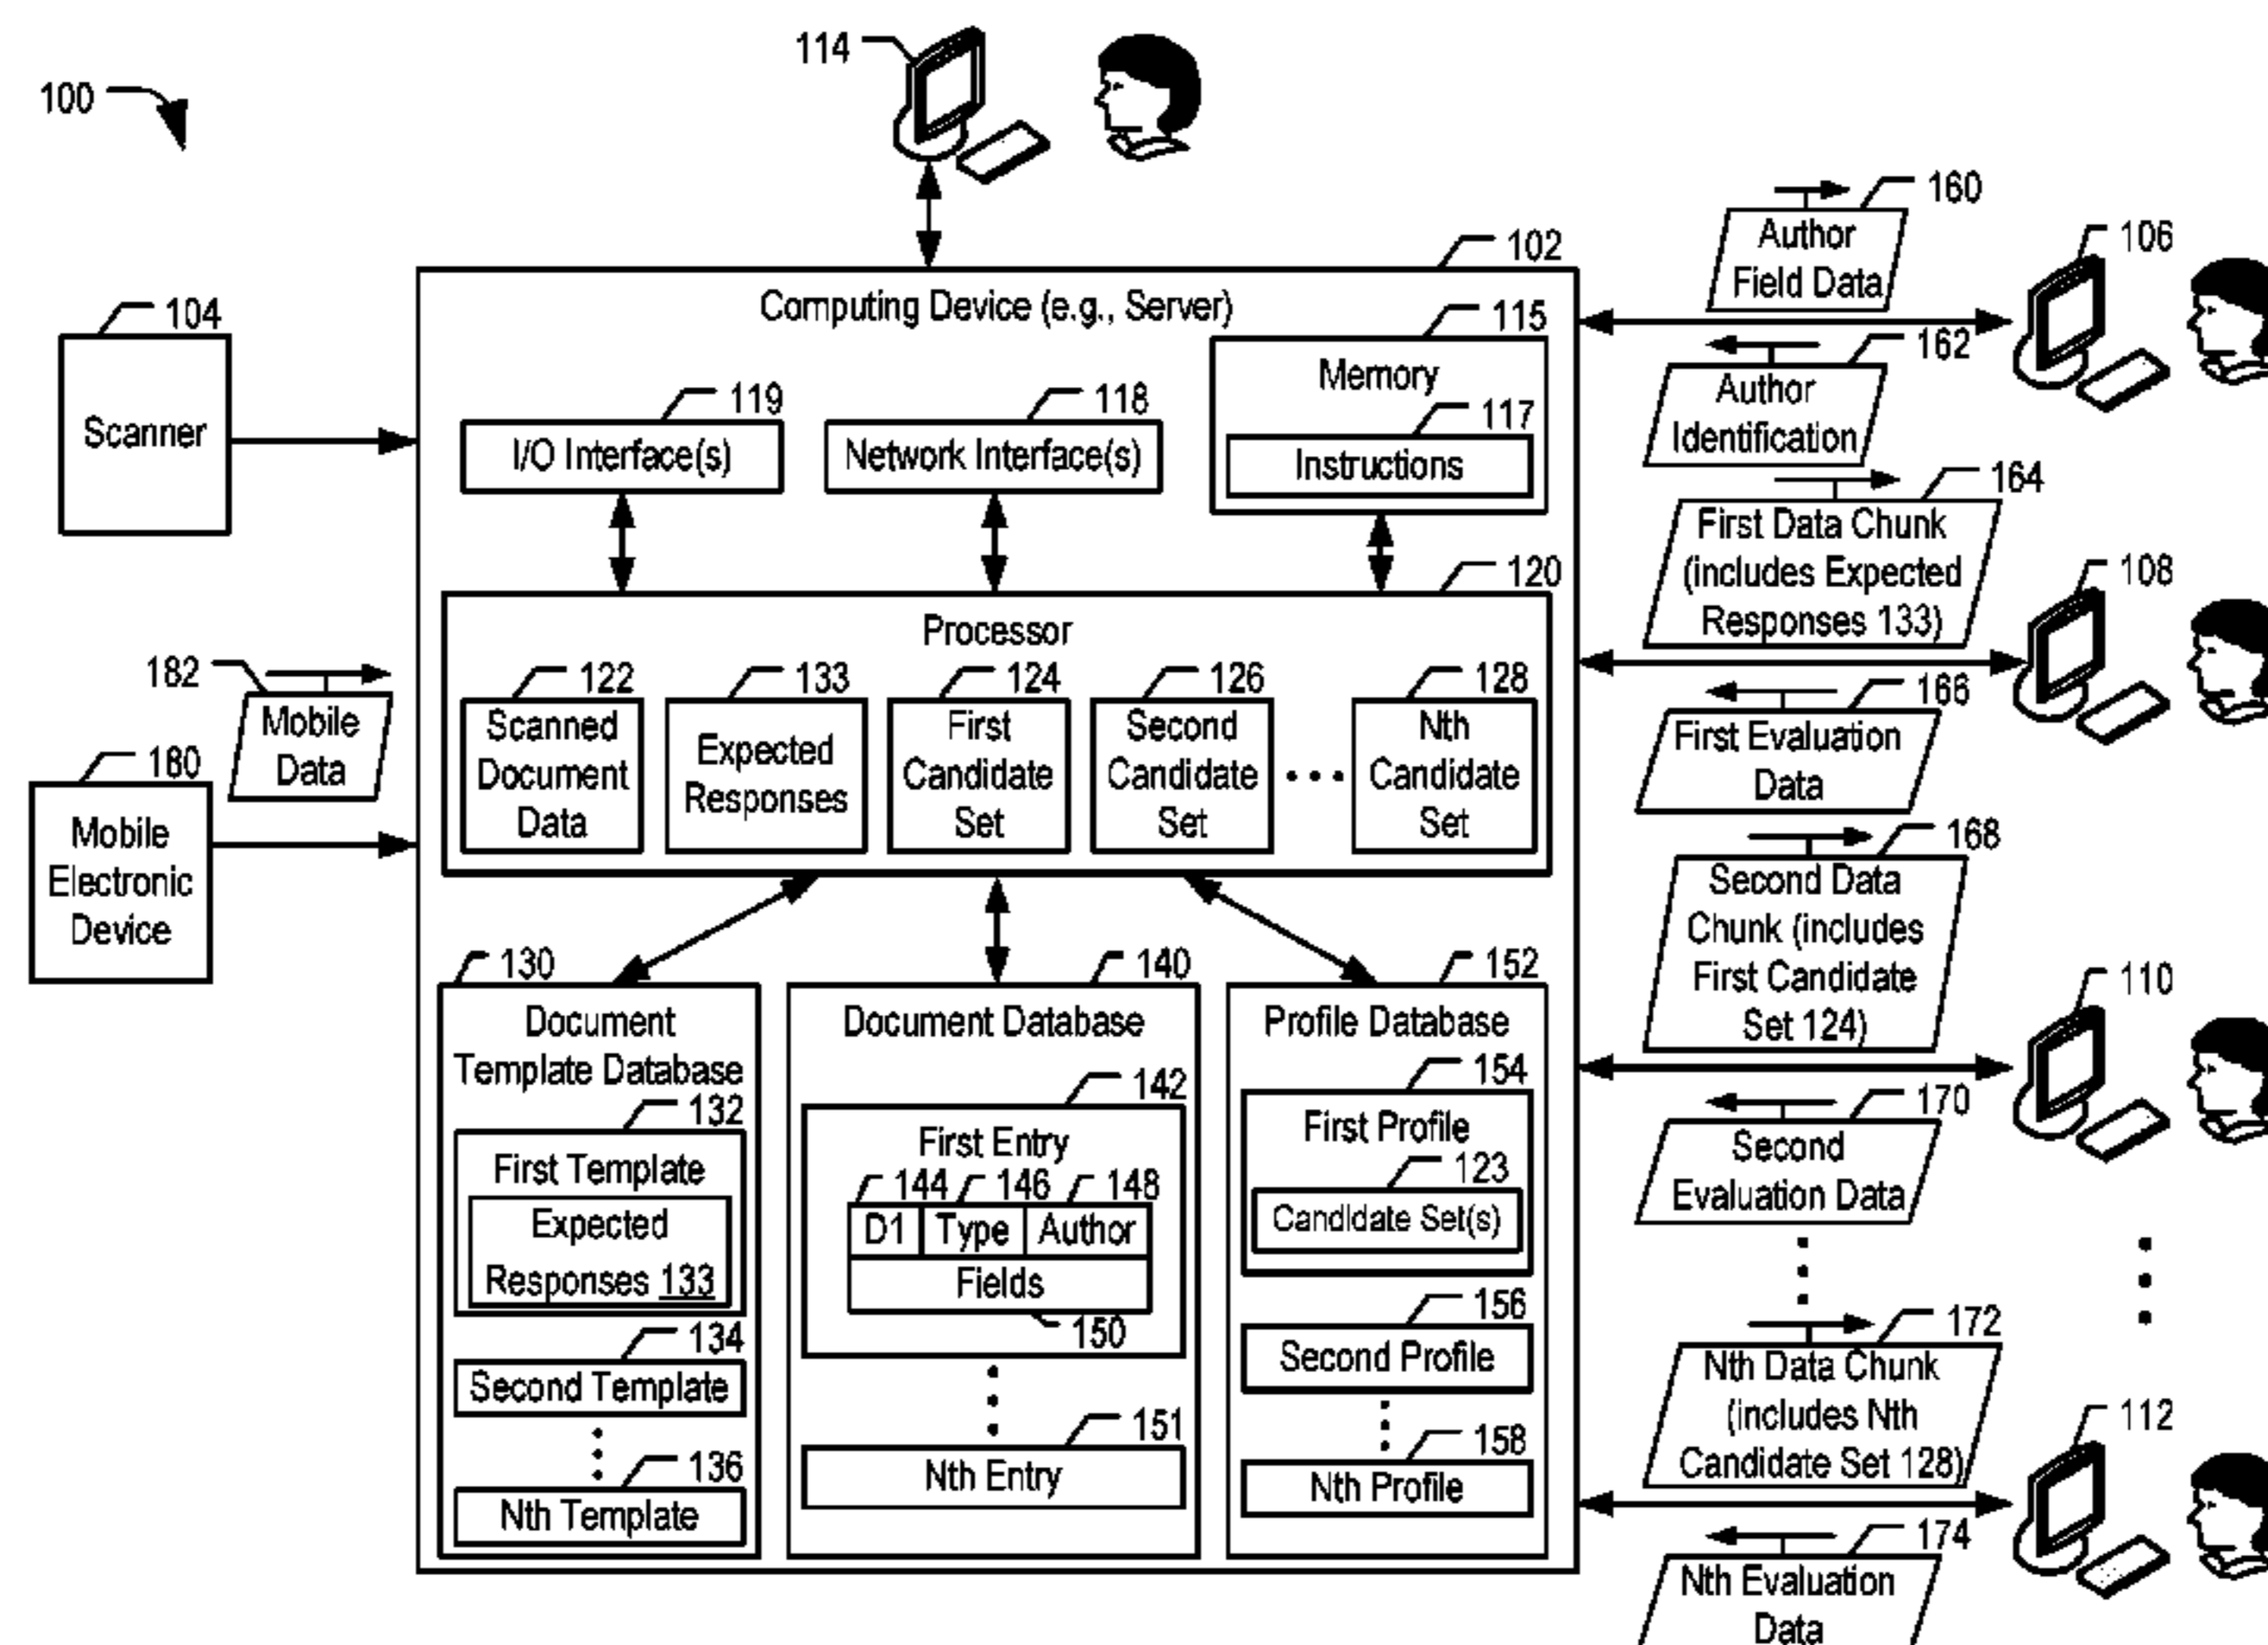 100
114
102
Computing Device (e.g., Server)
104
Scanner
119
I/O Interface(s)
118
Network Interface(s)
115
Memory
117
Instructions
120
Processor
122
Scanned
Document
Data
133
Expected
Responses
124
First
Candidate
Set
126
Second
Candidate
Set
128
Nth
Candidate
Set
182
Mobile
Data
180
Mobile
Electronic
Device
130
Document
Template Database
132
First Template
Expected
Responses 133
134
Second Template
136
Nth Template
140
Document Database
142
First Entry
144 146 148
D1 Type Author
Fields
150
151
Nth Entry
152
Profile Database
154
First Profile
123
Candidate Set(s)
156
Second Profile
158
Nth Profile
160
Author
Field Data
106
162
Author
Identification
164
First Data Chunk
(includes Expected
Responses 133)
108
166
First Evaluation
Data
168
Second Data
Chunk (includes
First Candidate
Set 124)
110
170
Second
Evaluation Data
172
Nth Data Chunk
(includes Nth
Candidate Set 128)
112
174
Nth Evaluation
Data